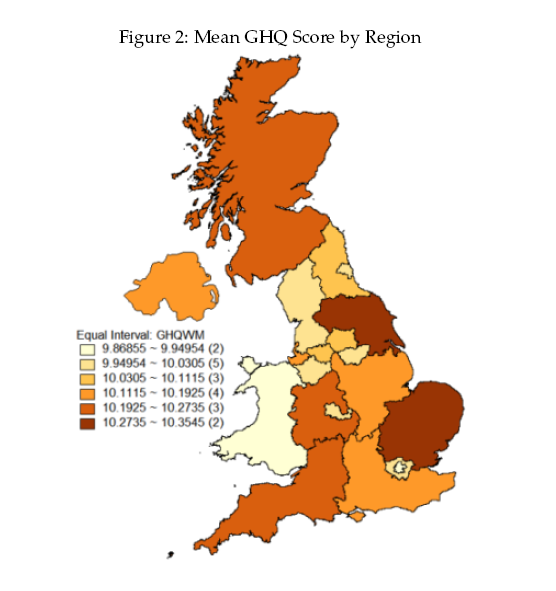 Figure 2: Mean GHQ Score by Region
Equal Interval: GHQWM
9.86855 ~ 9.94954 (2)
9.94954 ~ 10.0305 (5)
10.0305 ~ 10.1115 (3)
10.1115 ~ 10.1925 (4)
10.1925 ~ 10.2735 (3)
10.2735 ~ 10.3545 (2)